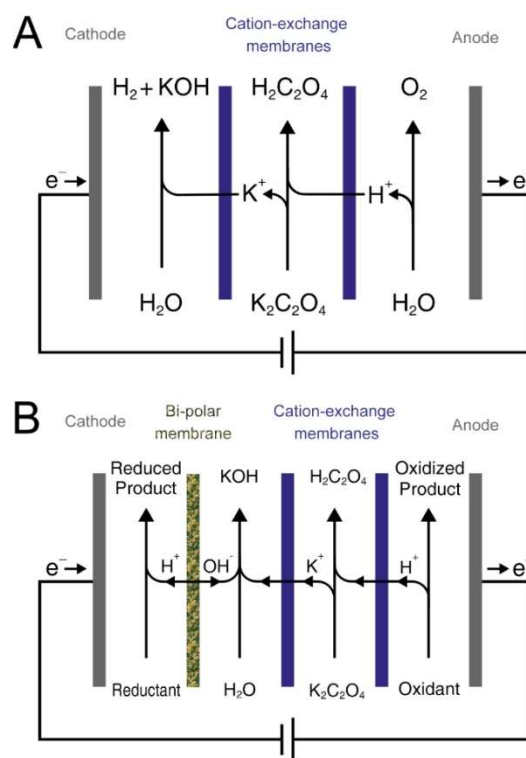 A
Cathode
Cation-exchange
membranes
Anode
H₂ + KOH
H₂C₂O₄
O₂
e⁻
K⁺
H⁺
e
H₂O
K₂C₂O₄
H₂O
B
Cathode
Bi-polar
membrane
Cation-exchange
membranes
Anode
Reduced
Product
KOH
H₂C₂O₄
Oxidized
Product
e⁻
H⁺
OH⁻
K⁺
H⁺
e
Reductant
H₂O
K₂C₂O₄
Oxidant